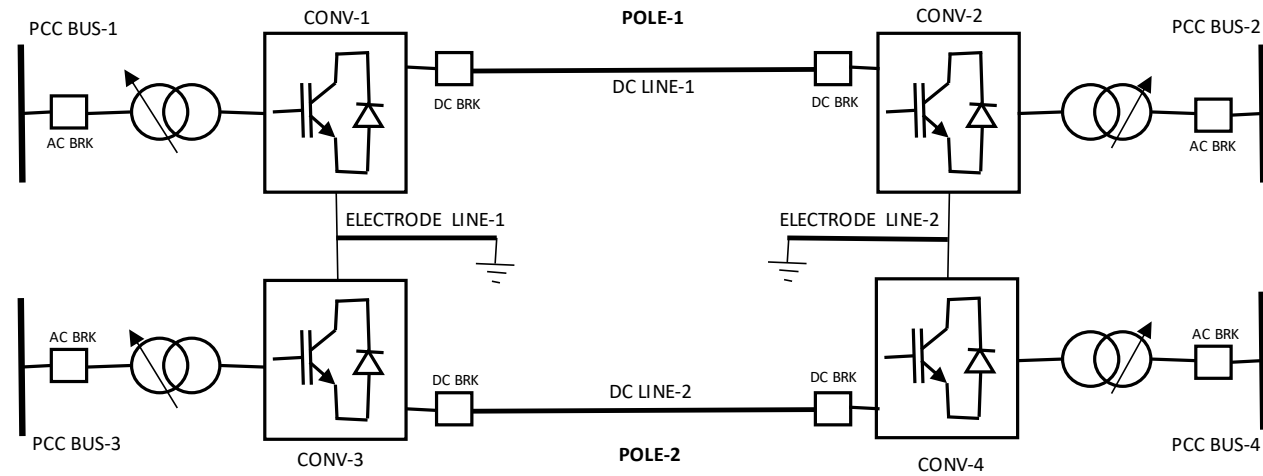 CONV-1
POLE-1
CONV-2
PCC BUS-1
PCC BUS-2
DC BRK
DC LINE-1
DC BRK
AC BRK
AC BRK
ELECTRODE LINE-1
ELECTRODE LINE-2
AC BRK
AC BRK
DC BRK
DC LINE-2
DC BRK
PCC BUS-3
PCC BUS-4
CONV-3
POLE-2
CONV-4